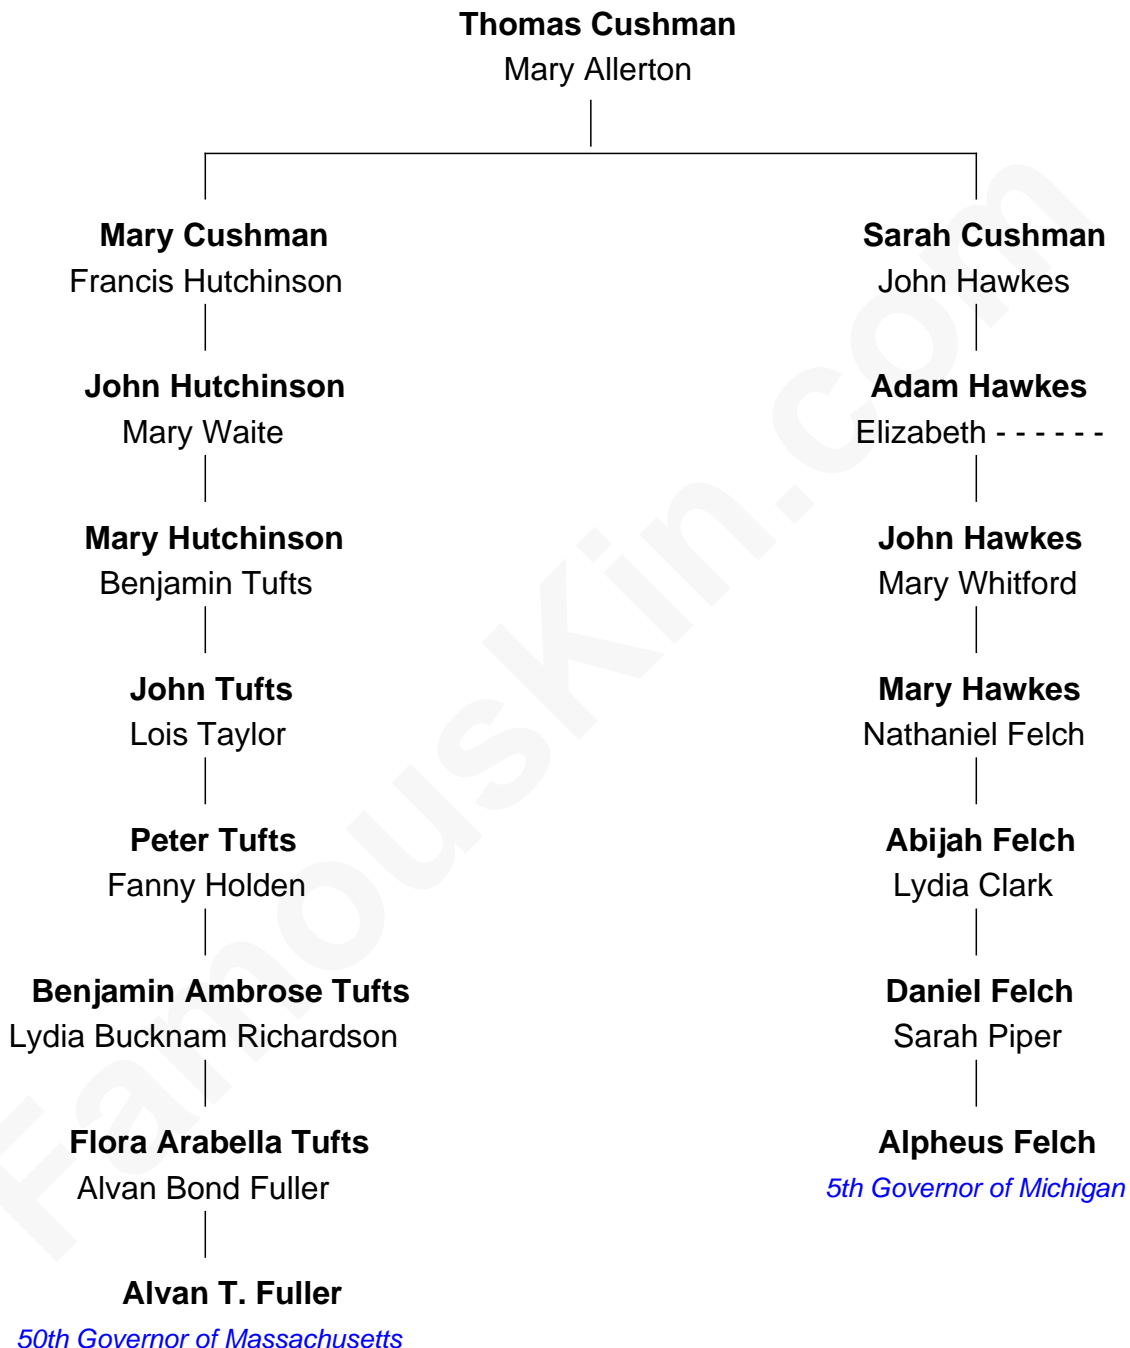 Thomas Cushman
Mary Allerton
Mary Cushman
Francis Hutchinson
John Hutchinson
Mary Waite
Mary Hutchinson
Benjamin Tufts
John Tufts
Lois Taylor
Peter Tufts
Fanny Holden
Benjamin Ambrose Tufts
Lydia Bucknam Richardson
Flora Arabella Tufts
Alvan Bond Fuller
Alvan T. Fuller
50th Governor of Massachusetts
Sarah Cushman
John Hawkes
Adam Hawkes
Elizabeth - - - - - -
John Hawkes
Mary Whitford
Mary Hawkes
Nathaniel Felch
Abijah Felch
Lydia Clark
Daniel Felch
Sarah Piper
Alpheus Felch
5th Governor of Michigan
FamousKin.com